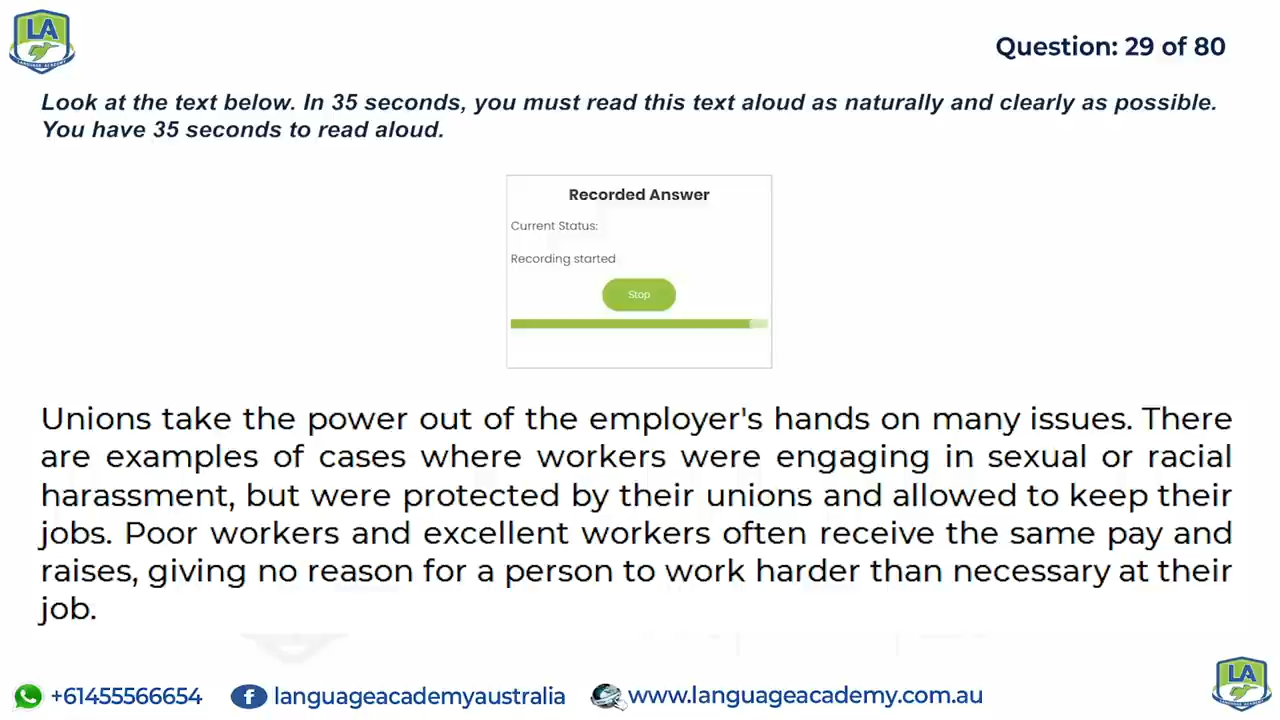 LA
LANGUAGE ACADEMY
Question: 29 of 80
Look at the text below. In 35 seconds, you must read this text aloud as naturally and clearly as possible.
You have 35 seconds to read aloud.
Recorded Answer
Current Status:
Recording started
Stop
Unions take the power out of the employer's hands on many issues. There
are examples of cases where workers were engaging in sexual or racial
harassment, but were protected by their unions and allowed to keep their
jobs. Poor workers and excellent workers often receive the same pay and
raises, giving no reason for a person to work harder than necessary at their
job.
+61455566654 languageacademyaustralia www.languageacademy.com.au
LA